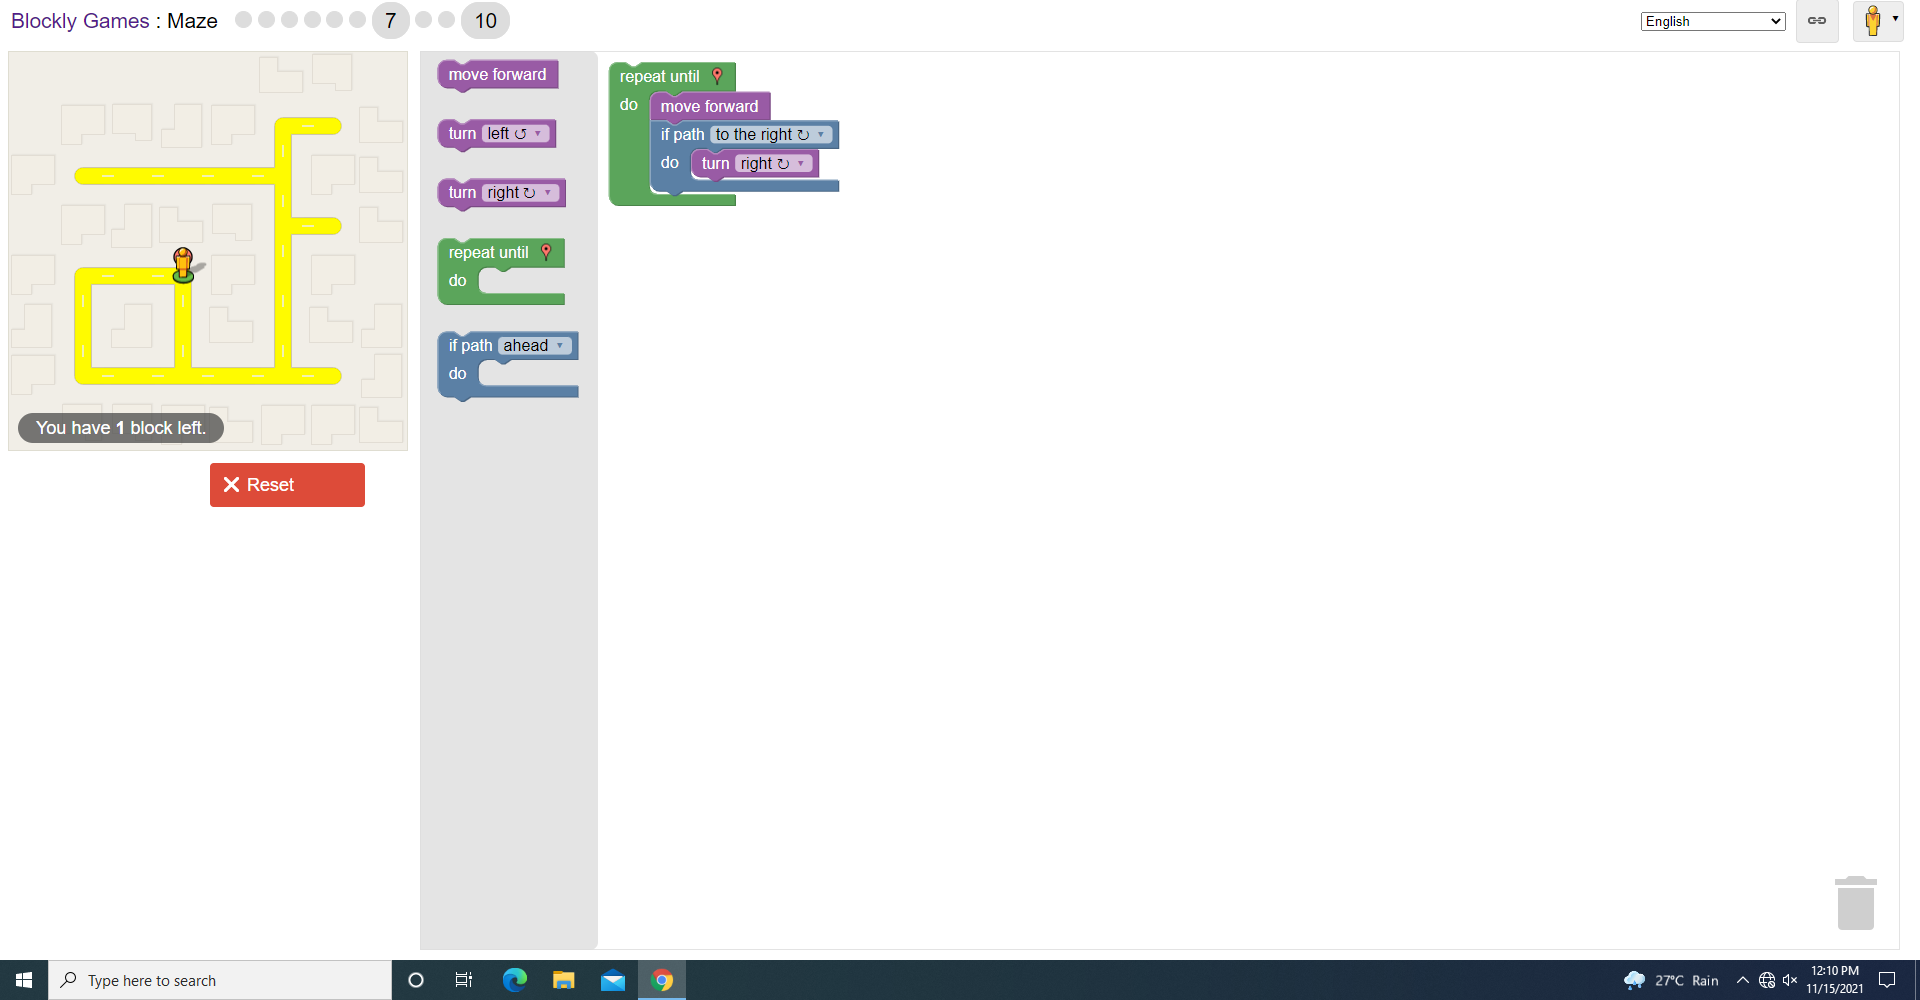 Blockly Games : Maze
7
10
English
You have 1 block left.
Reset
move forward
turn left ↺
turn right ↻
repeat until
do
if path ahead
do
repeat until
do
move forward
if path to the right ↻
do
turn right ↻
Type here to search
27°C Rain
12:10 PM
11/15/2021